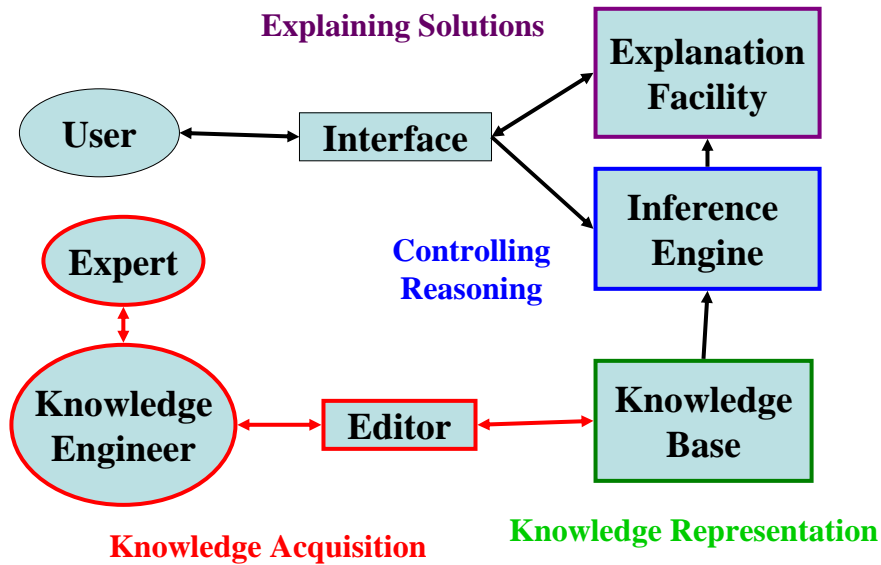 Explaining Solutions
Explanation
Facility
User
Interface
Inference
Engine
Controlling
Reasoning
Expert
Knowledge
Engineer
Editor
Knowledge
Base
Knowledge Acquisition
Knowledge Representation